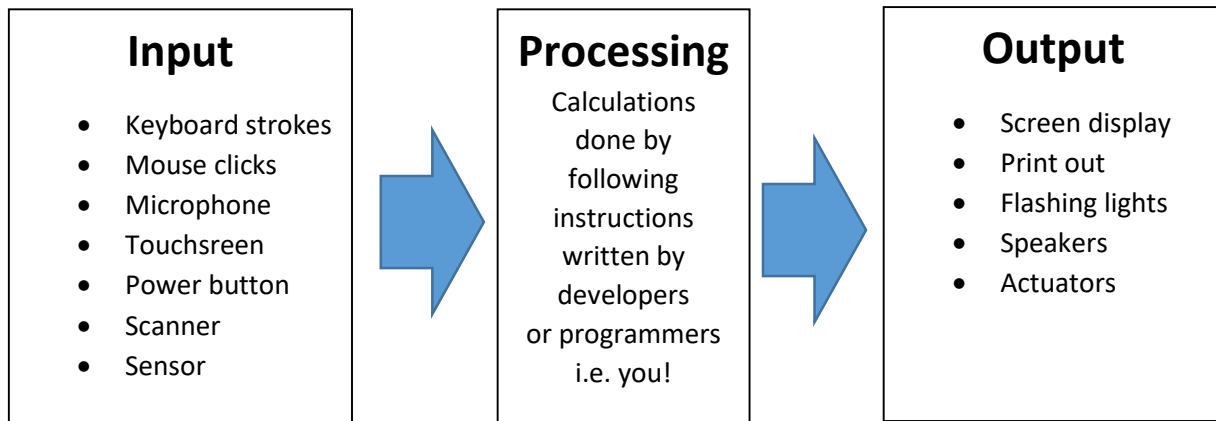 Input
• Keyboard strokes
• Mouse clicks
• Microphone
• Touchsreen
• Power button
• Scanner
• Sensor
Processing
Calculations
done by
following
instructions
written by
developers
or programmers
i.e. you!
Output
• Screen display
• Print out
• Flashing lights
• Speakers
• Actuators